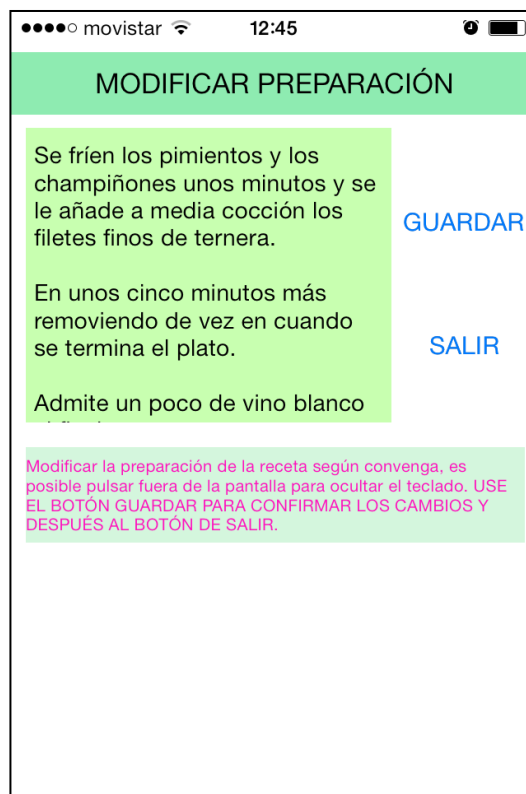 movistar 12:45
MODIFICAR PREPARACIÓN
Se fríen los pimientos y los
champiñones unos minutos y se
le añade a media cocción los
filetes finos de ternera.
GUARDAR
En unos cinco minutos más
removiendo de vez en cuando
se termina el plato.
SALIR
Admite un poco de vino blanco
Modificar la preparación de la receta según convenga, es
posible pulsar fuera de la pantalla para ocultar el teclado. USE
EL BOTÓN GUARDAR PARA CONFIRMAR LOS CAMBIOS Y
DESPUÉS AL BOTÓN DE SALIR.